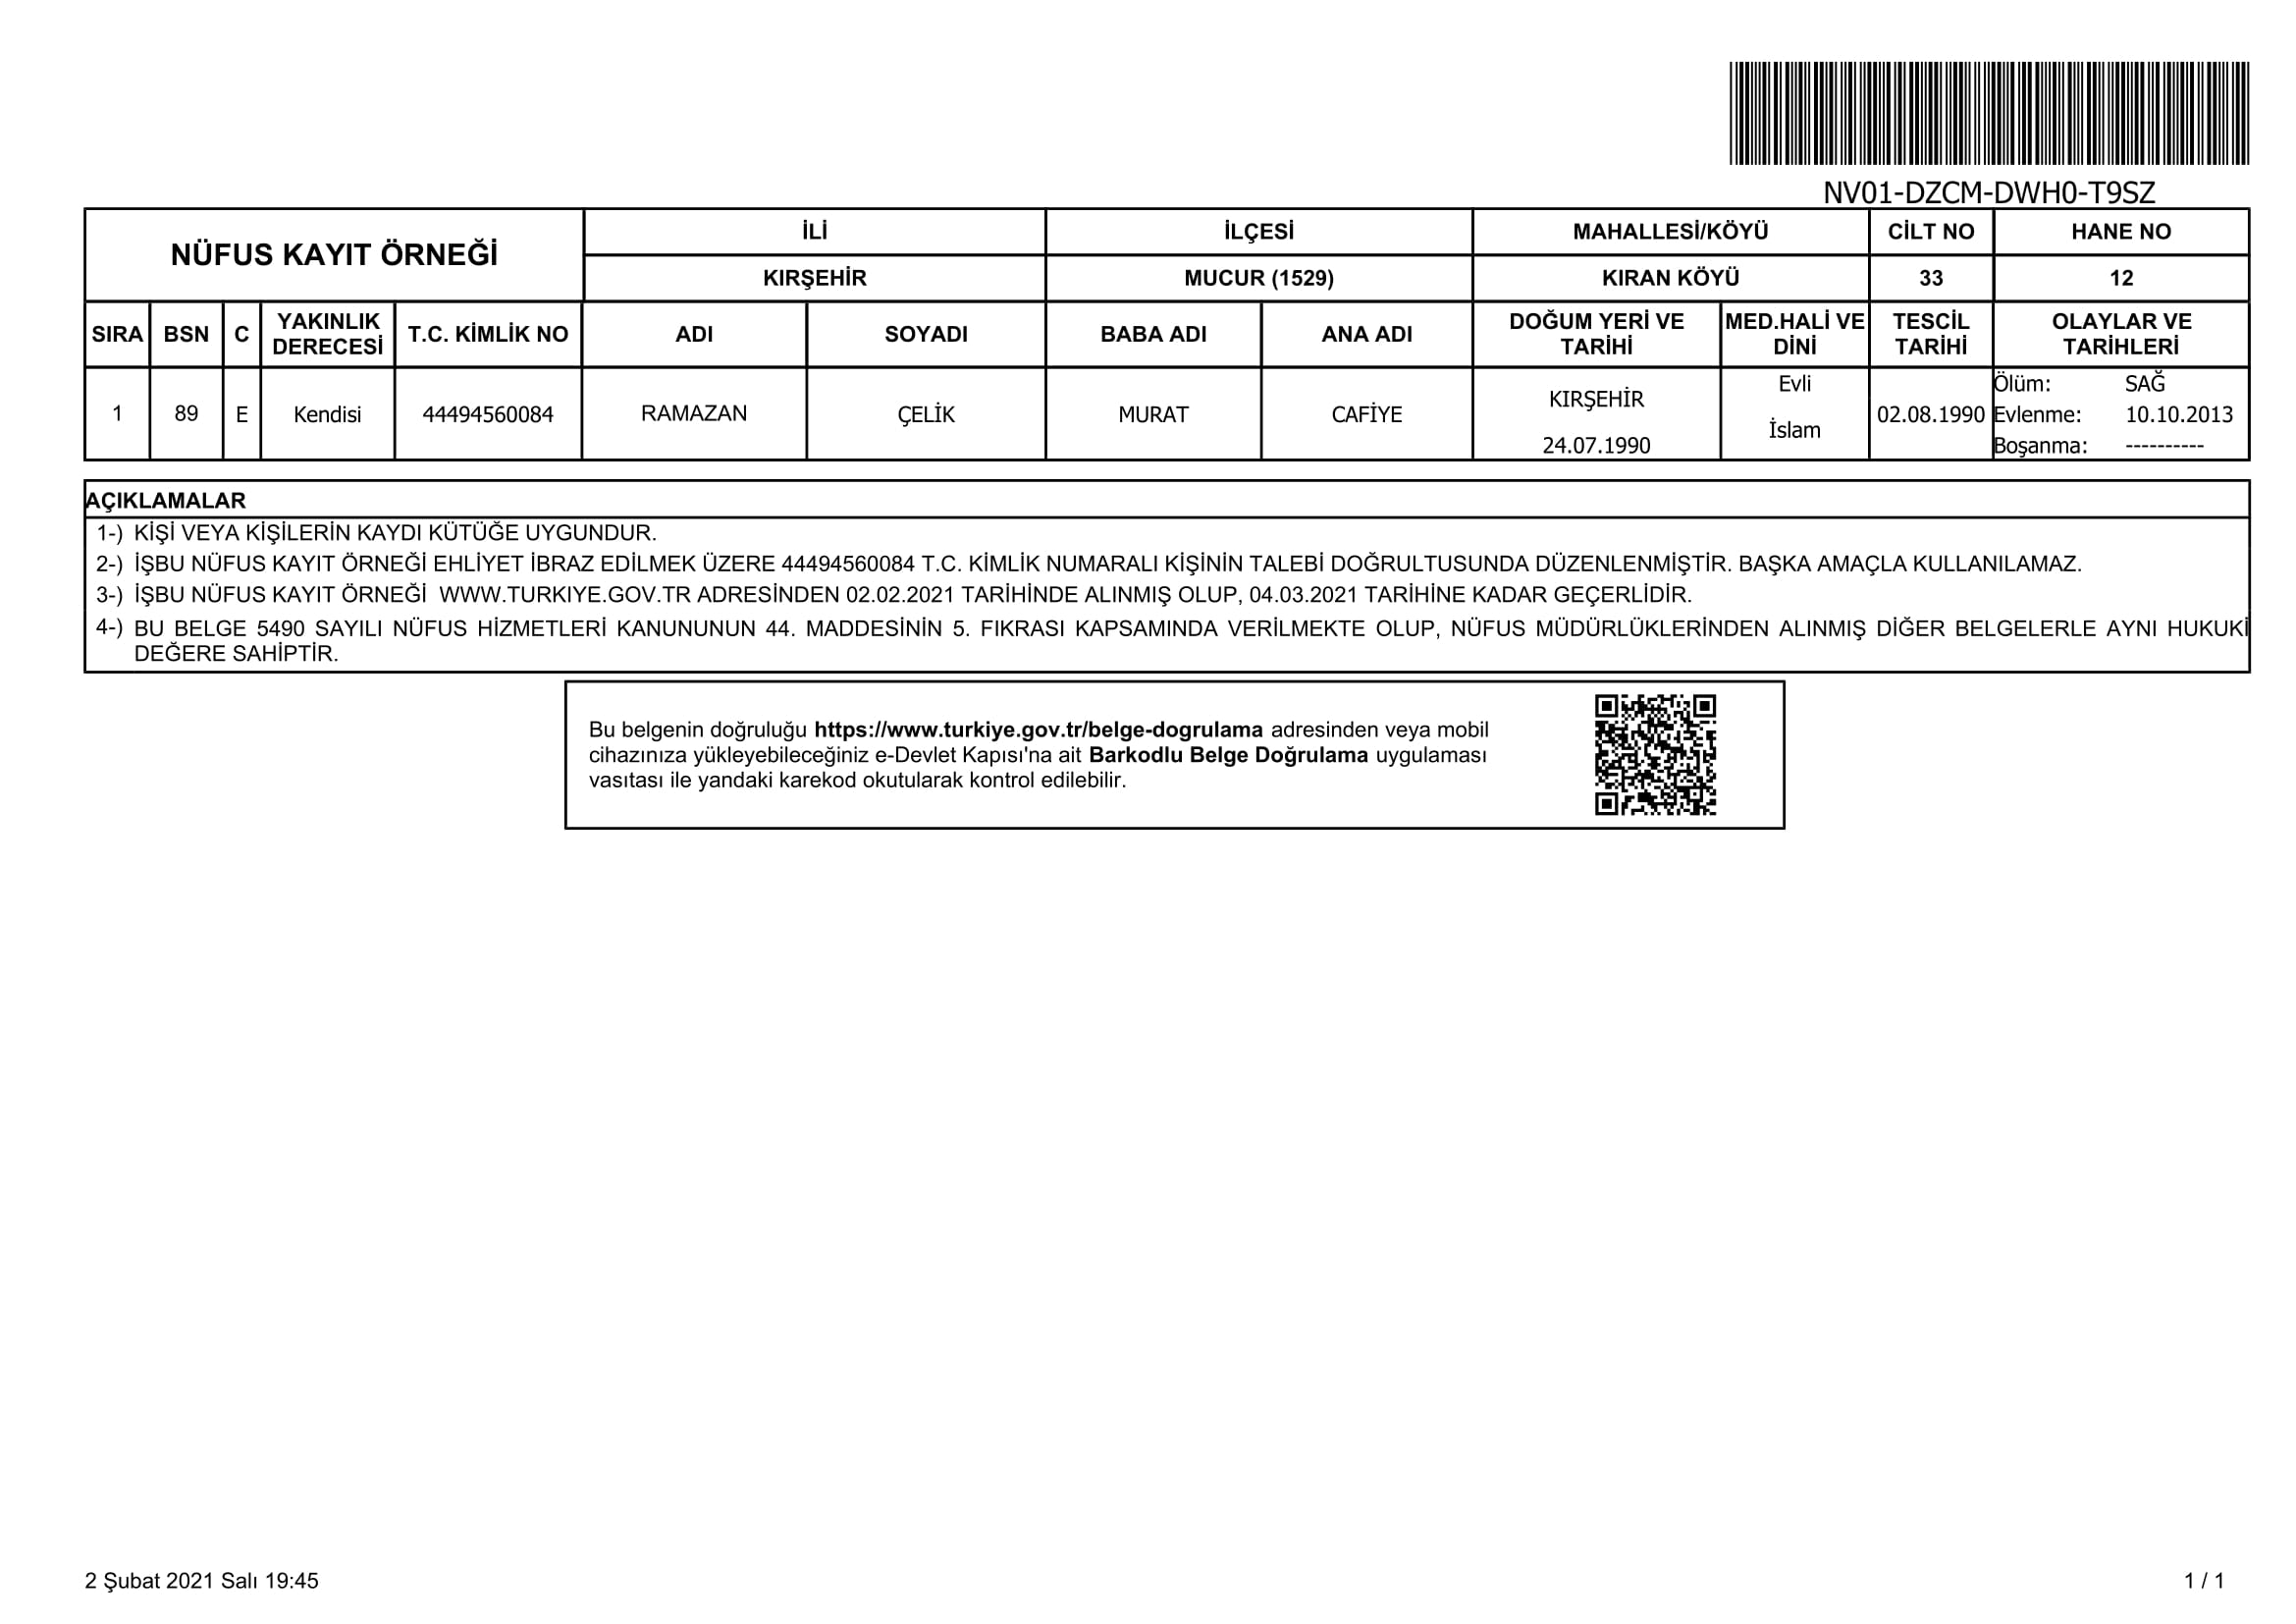 NV01-DZCM-DWH0-T9SZ
NÜFUS KAYIT ÖRNEĞİ
İLİ
İLÇESİ
MAHALLESİ/KÖYÜ
CİLT NO
HANE NO
KIRŞEHİR
MUCUR (1529)
KIRAN KÖYÜ
33
12
SIRA
BSN
C
YAKINLIK
DERECESİ
T.C. KİMLİK NO
ADI
SOYADI
BABA ADI
ANA ADI
DOĞUM YERİ VE
TARİHİ
MED.HALİ VE
DİNİ
TESCİL
TARİHİ
OLAYLAR VE
TARİHLERİ
1
89
E
Kendisi
44494560084
RAMAZAN
ÇELİK
MURAT
CAFİYE
KIRŞEHİR
24.07.1990
Evli
İslam
02.08.1990
Ölüm: SAĞ
Evlenme: 10.10.2013
Boşanma: ----------
AÇIKLAMALAR
1-) KİŞİ VEYA KİŞİLERİN KAYDI KÜTÜĞE UYGUNDUR.
2-) İŞBU NÜFUS KAYIT ÖRNEĞİ EHLİYET İBRAZ EDİLMEK ÜZERE 44494560084 T.C. KİMLİK NUMARALI KİŞİNİN TALEBİ DOĞRULTUSUNDA DÜZENLENMİŞTİR. BAŞKA AMAÇLA KULLANILAMAZ.
3-) İŞBU NÜFUS KAYIT ÖRNEĞİ WWW.TURKIYE.GOV.TR ADRESİNDEN 02.02.2021 TARİHİNDE ALINMIŞ OLUP, 04.03.2021 TARİHİNE KADAR GEÇERLİDİR.
4-) BU BELGE 5490 SAYILI NÜFUS HİZMETLERİ KANUNUNUN 44. MADDESİNİN 5. FIKRASI KAPSAMINDA VERİLMEKTE OLUP, NÜFUS MÜDÜRLÜKLERİNDEN ALINMIŞ DİĞER BELGELERLE AYNI HUKUKİ
DEĞERE SAHİPTİR.
Bu belgenin doğruluğu https://www.turkiye.gov.tr/belge-dogrulama adresinden veya mobil
cihazınıza yükleyebileceğiniz e-Devlet Kapısı'na ait Barkodlu Belge Doğrulama uygulaması
vasıtası ile yandaki karekod okutularak kontrol edilebilir.
2 Şubat 2021 Salı 19:45
1 / 1